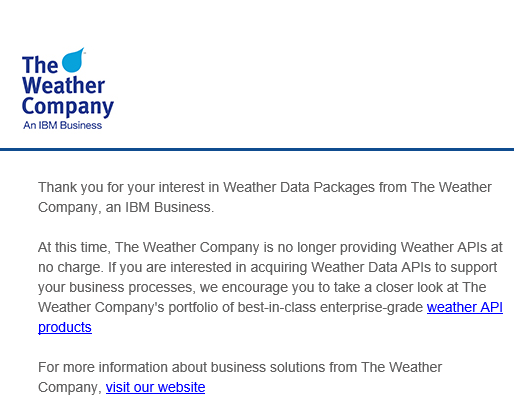 The
Weather
Company
An IBM Business
Thank you for your interest in Weather Data Packages from The Weather
Company, an IBM Business.
At this time, The Weather Company is no longer providing Weather APIs at
no charge. If you are interested in acquiring Weather Data APIs to support
your business processes, we encourage you to take a closer look at The
Weather Company's portfolio of best-in-class enterprise-grade weather API
products
For more information about business solutions from The Weather
Company, visit our website